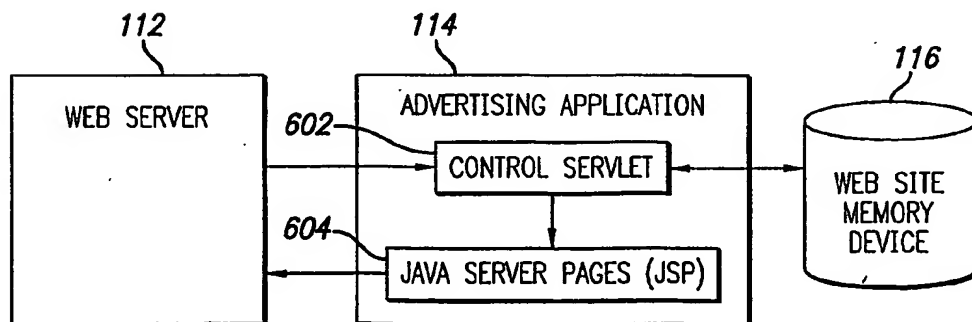 112
114
116
WEB SERVER
ADVERTISING APPLICATION
602
CONTROL SERVLET
WEB SITE
MEMORY
DEVICE
604
JAVA SERVER PAGES (JSP)